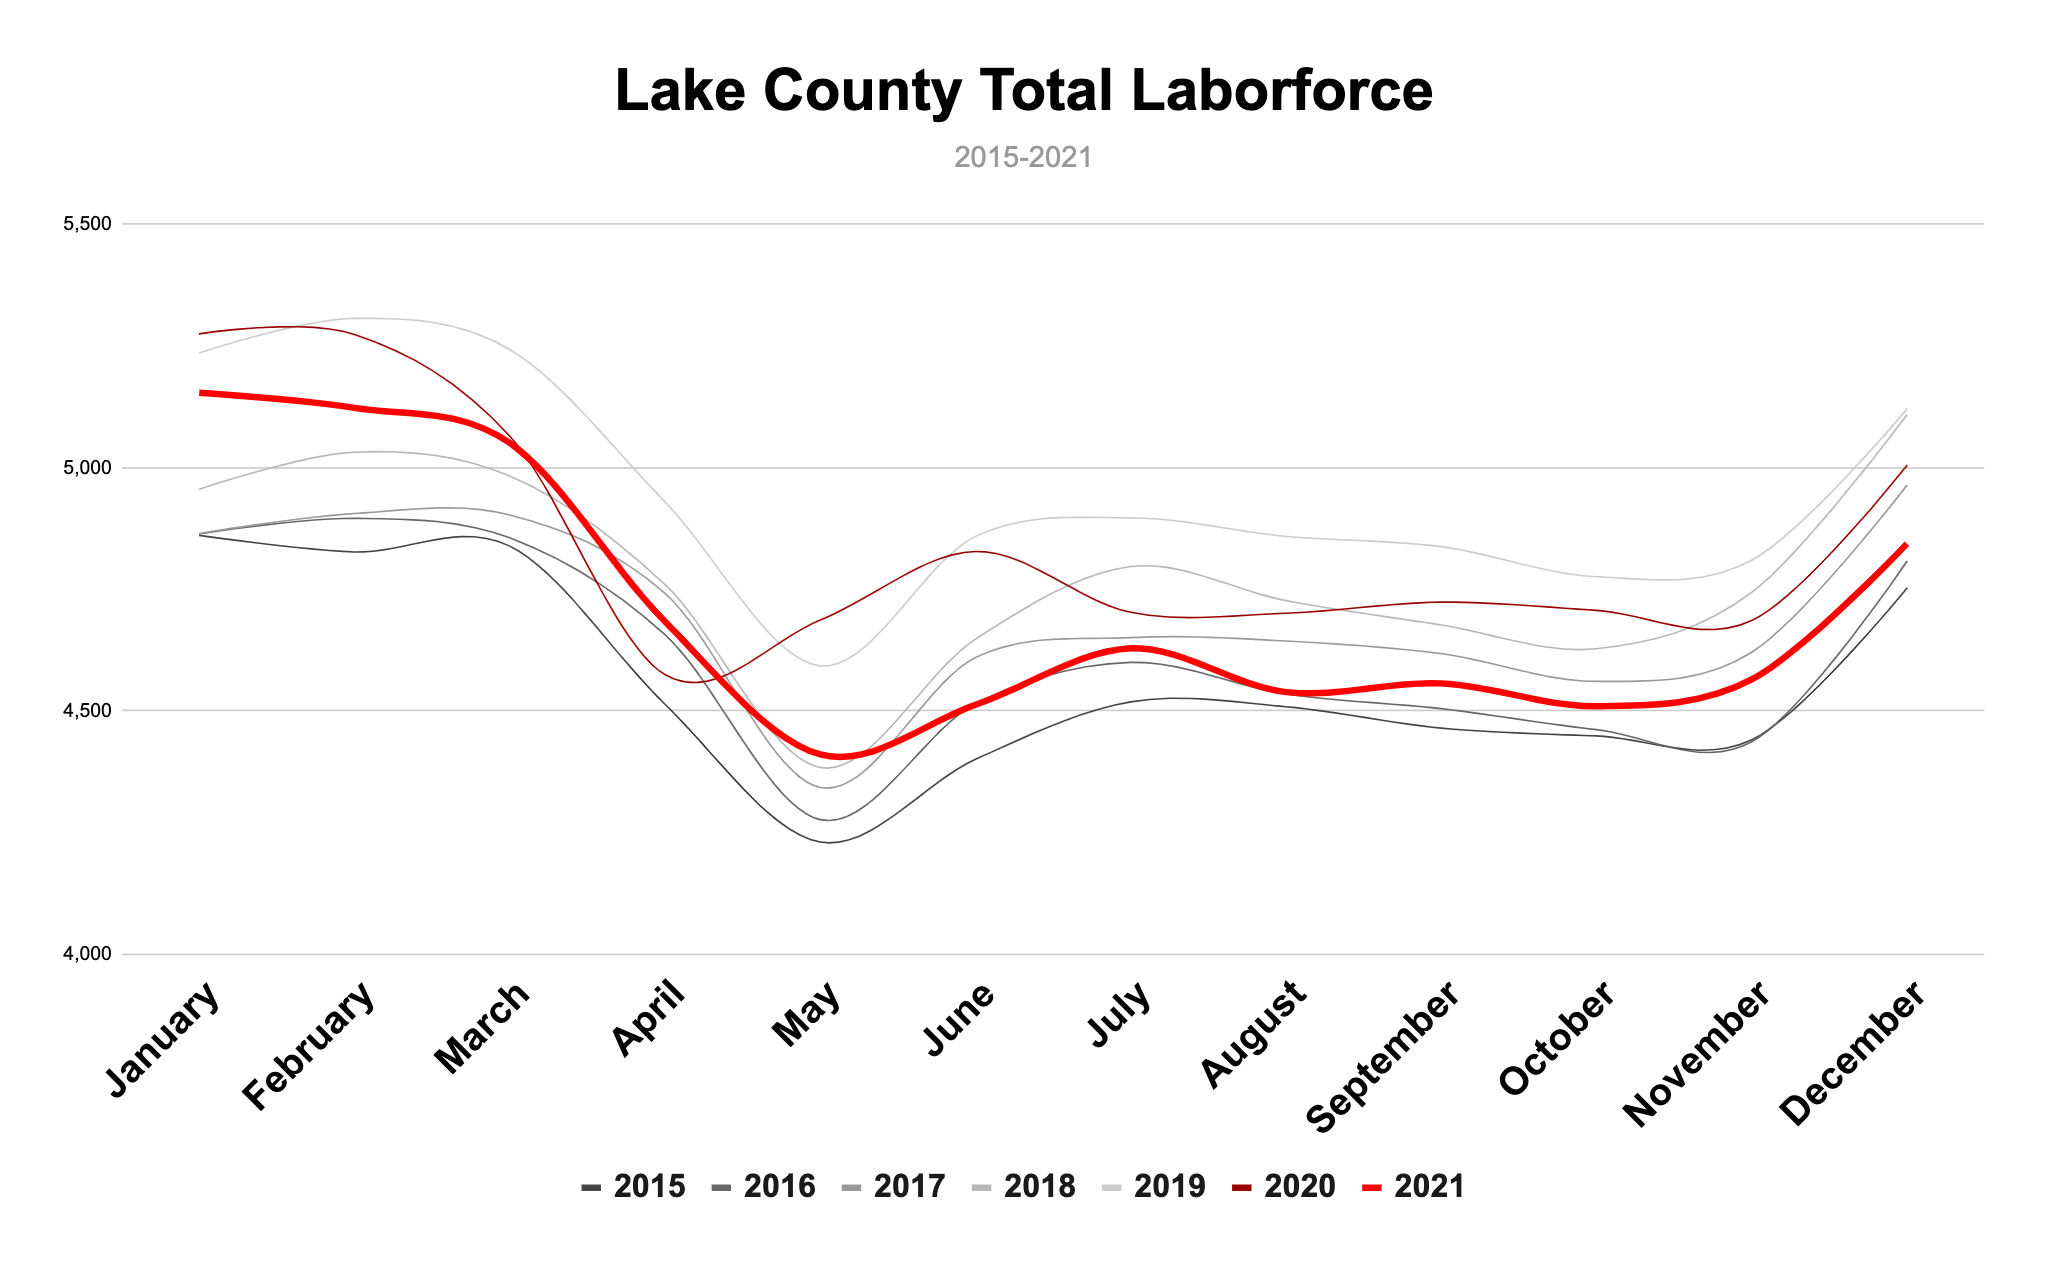 Lake County Total Laborforce
2015-2021
5,500
5,000
4,500
4,000
January
February
March
April
May
June
July
August
September
October
November
December
2015 2016 2017 2018 2019 2020 2021